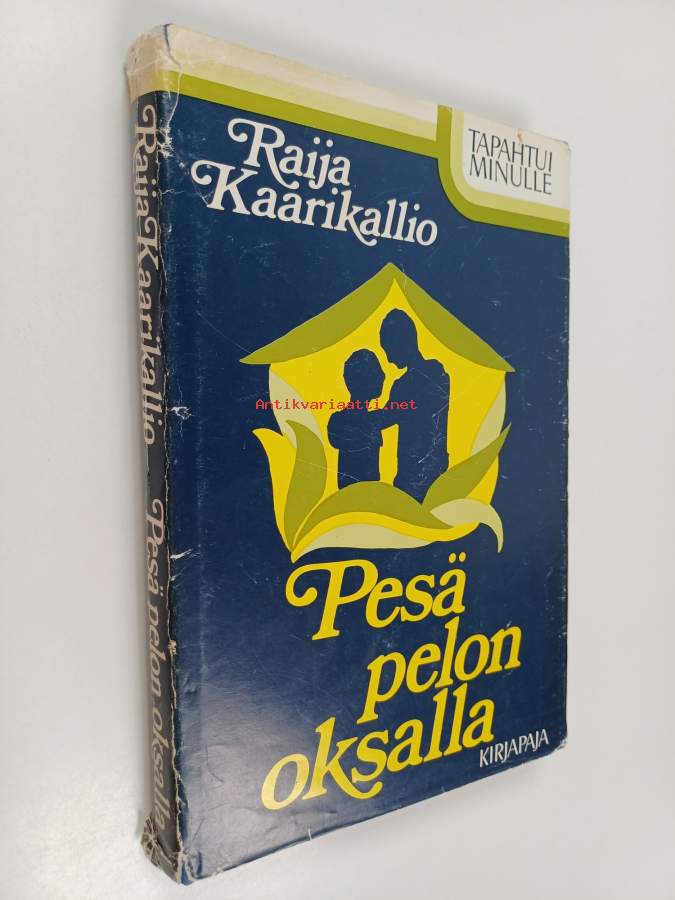 TAPAHTUI
MINULLE
Raija
Kaarikallio
Antikvariaatti.net
Pesä
pelon
oksalla
KIRJAPAJA
Raija Kaarikallio Pesä pelon oksalla